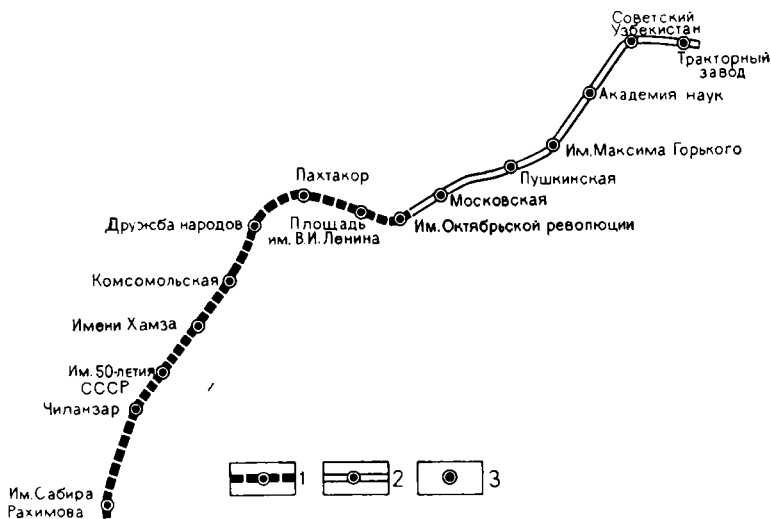 Советский
Узбекистан
Тракторный
завод
Академия наук
Им. Максима Горького
Пушкинская
Московская
Им. Октябрьской революции
Пахтакор
Площадь
им. В.И. Ленина
Дружба народов
Комсомольская
Имени Хамза
Им. 50-летия
СССР
Чиланзар
Им. Сабира
Рахимова
1
2
3